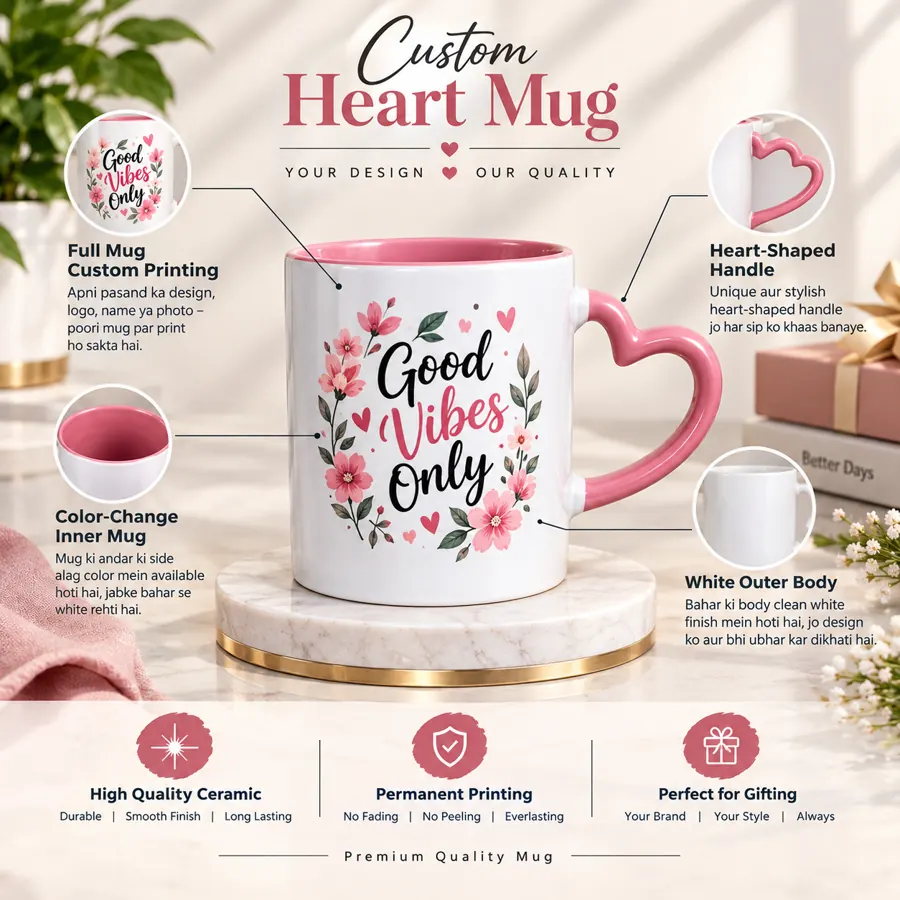 Custom
Heart Mug
YOUR DESIGN OUR QUALITY
Good
Vibes
Only
Full Mug
Custom Printing
Apni pasand ka design,
logo, name ya photo –
poori mug par print
ho sakta hai.
Heart-Shaped
Handle
Unique aur stylish
heart-shaped handle
jo har sip ko khaas banaye.
Good
Vibes
Only
Better Days
Color-Change
Inner Mug
Mug ki andar ki side
alag color mein available
hoti hai, jabke bahar se
white rehti hai.
White Outer Body
Bahar ki body clean white
finish mein hoti hai, jo design
ko aur bhi ubhar kar dikhati hai.
High Quality Ceramic
Durable | Smooth Finish | Long Lasting
Permanent Printing
No Fading | No Peeling | Everlasting
Perfect for Gifting
Your Brand | Your Style | Always
Premium Quality Mug